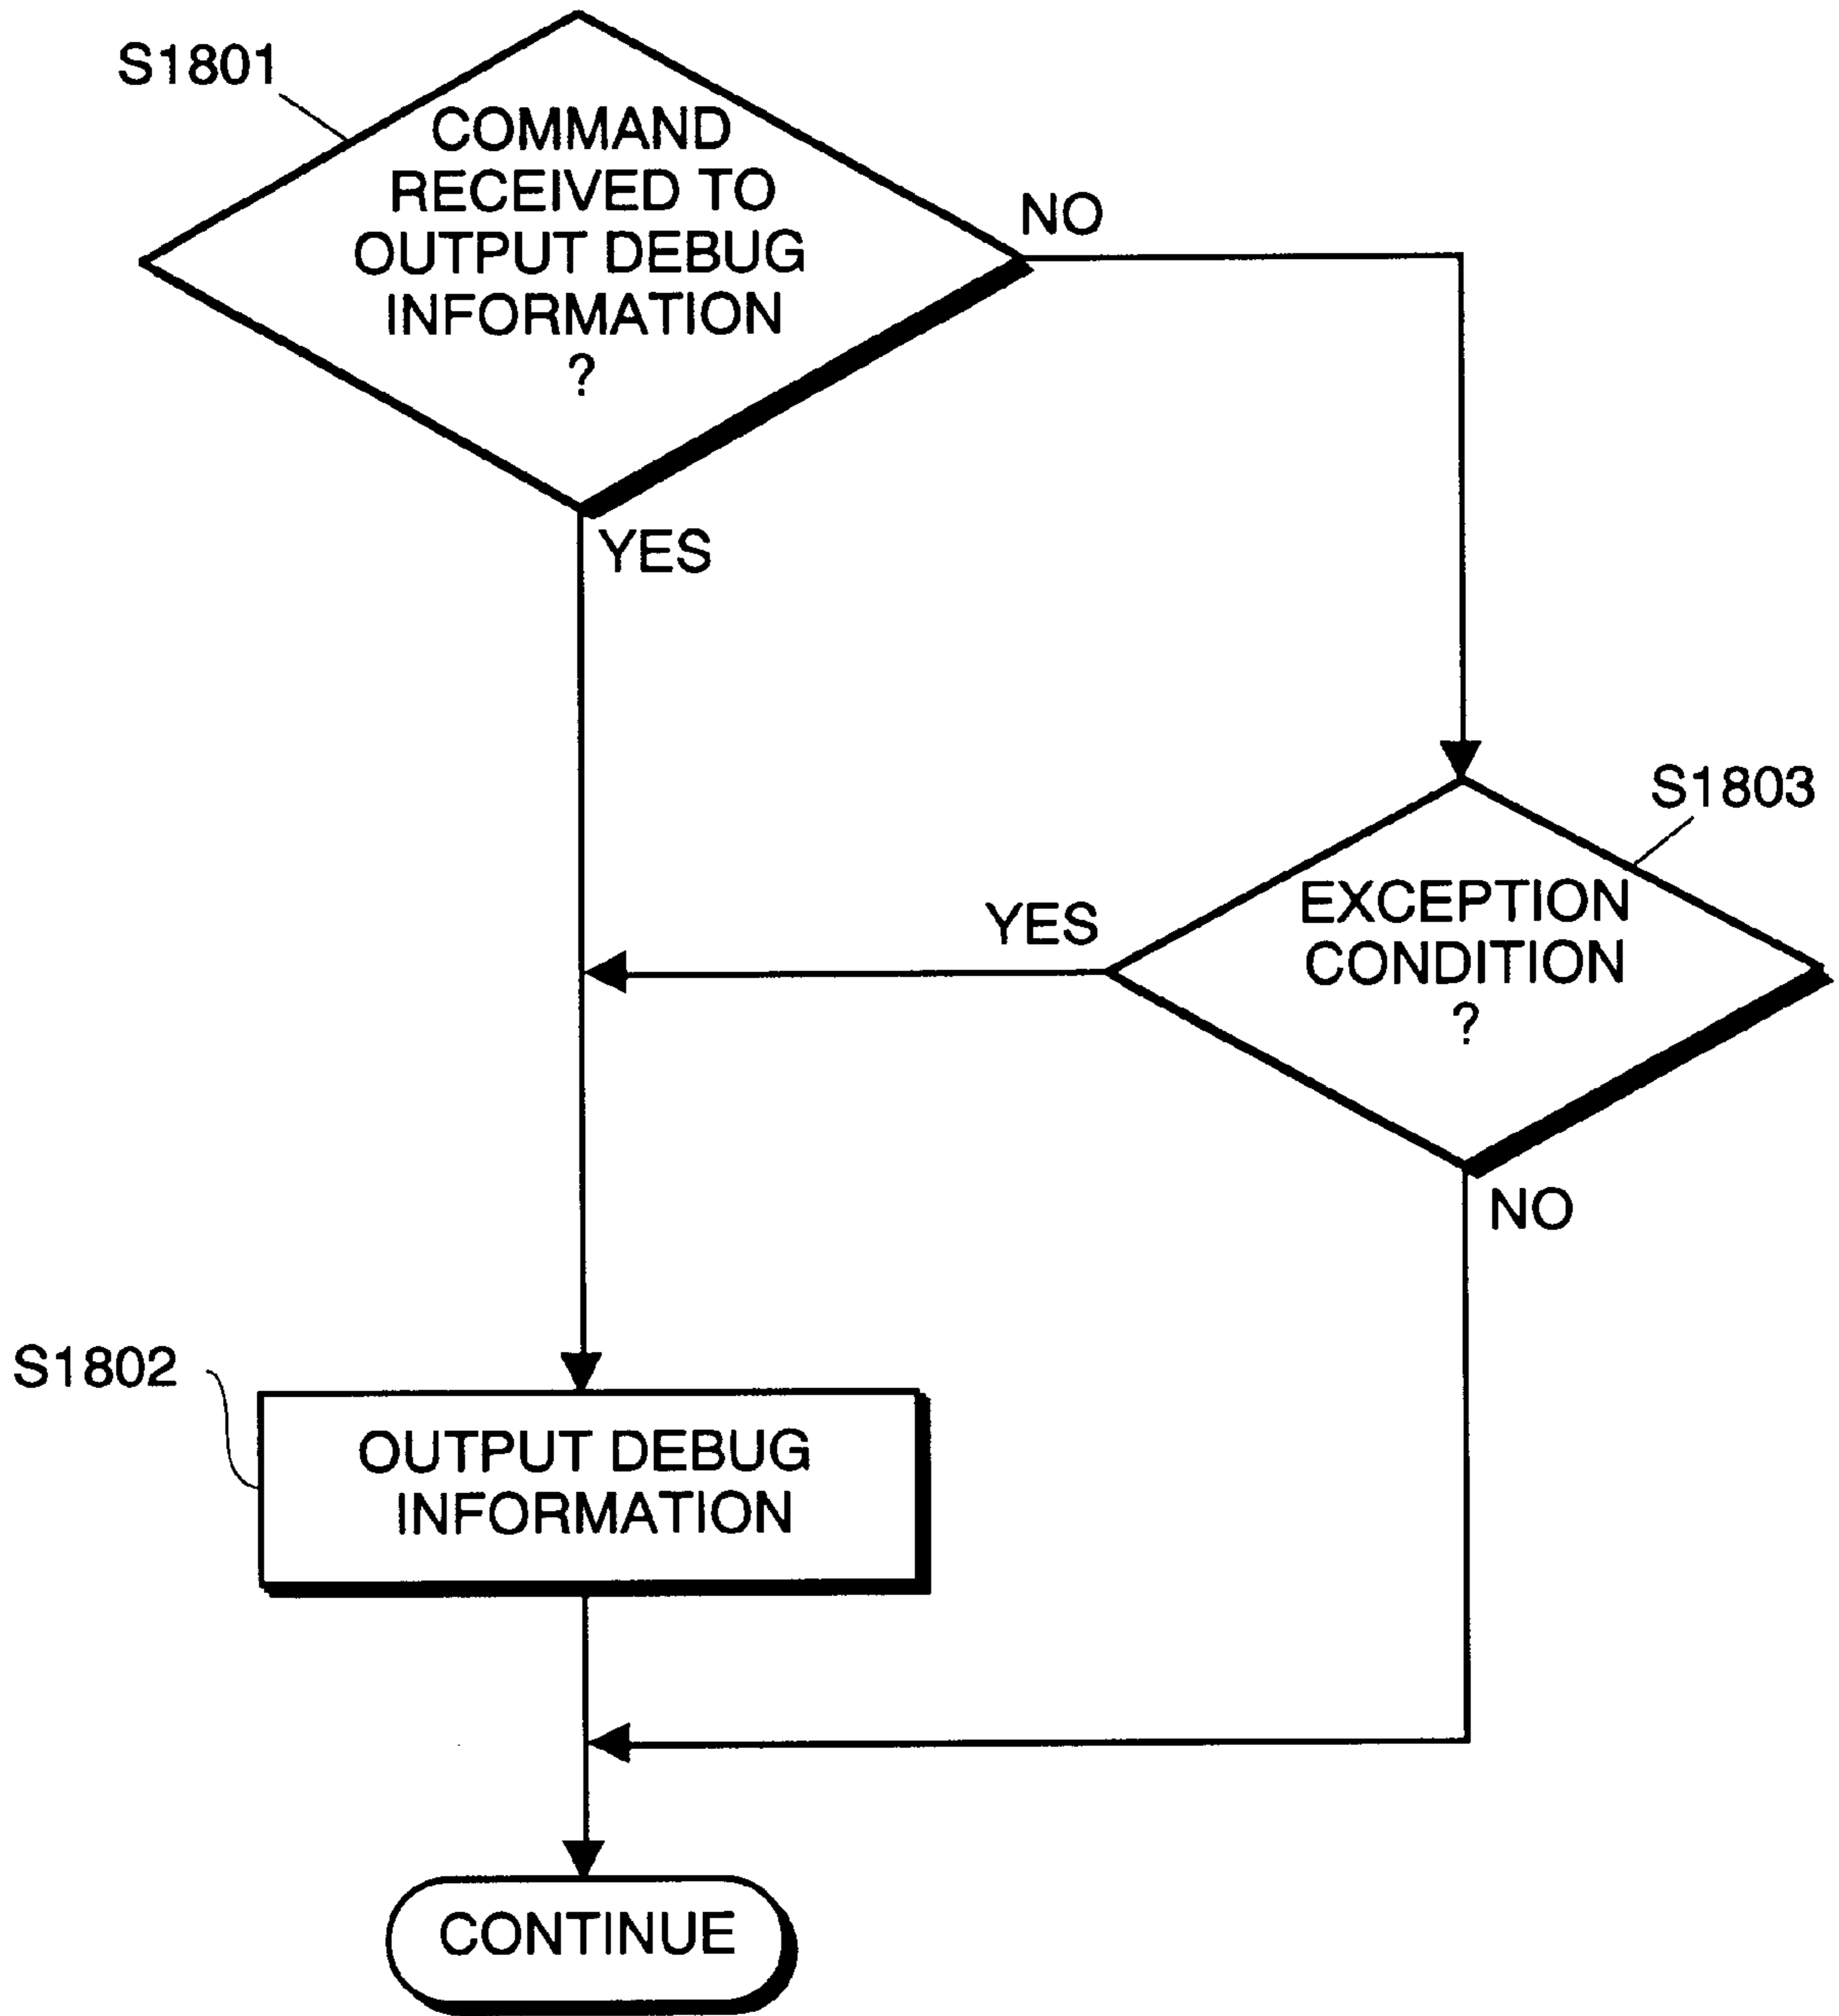 S1801
COMMAND
RECEIVED TO
OUTPUT DEBUG
INFORMATION
?
NO
YES
S1803
EXCEPTION
CONDITION
?
YES
NO
S1802
OUTPUT DEBUG
INFORMATION
CONTINUE